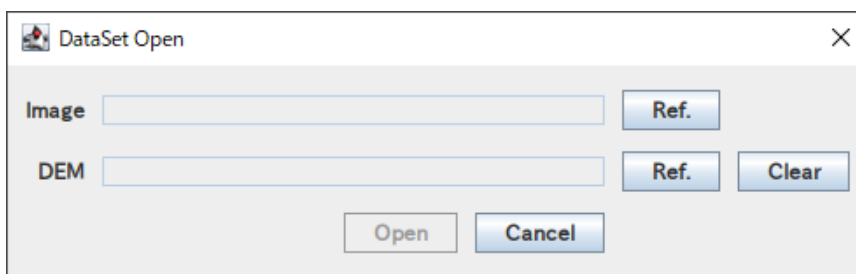 DataSet Open
Image Ref.
DEM Ref. Clear
Open Cancel